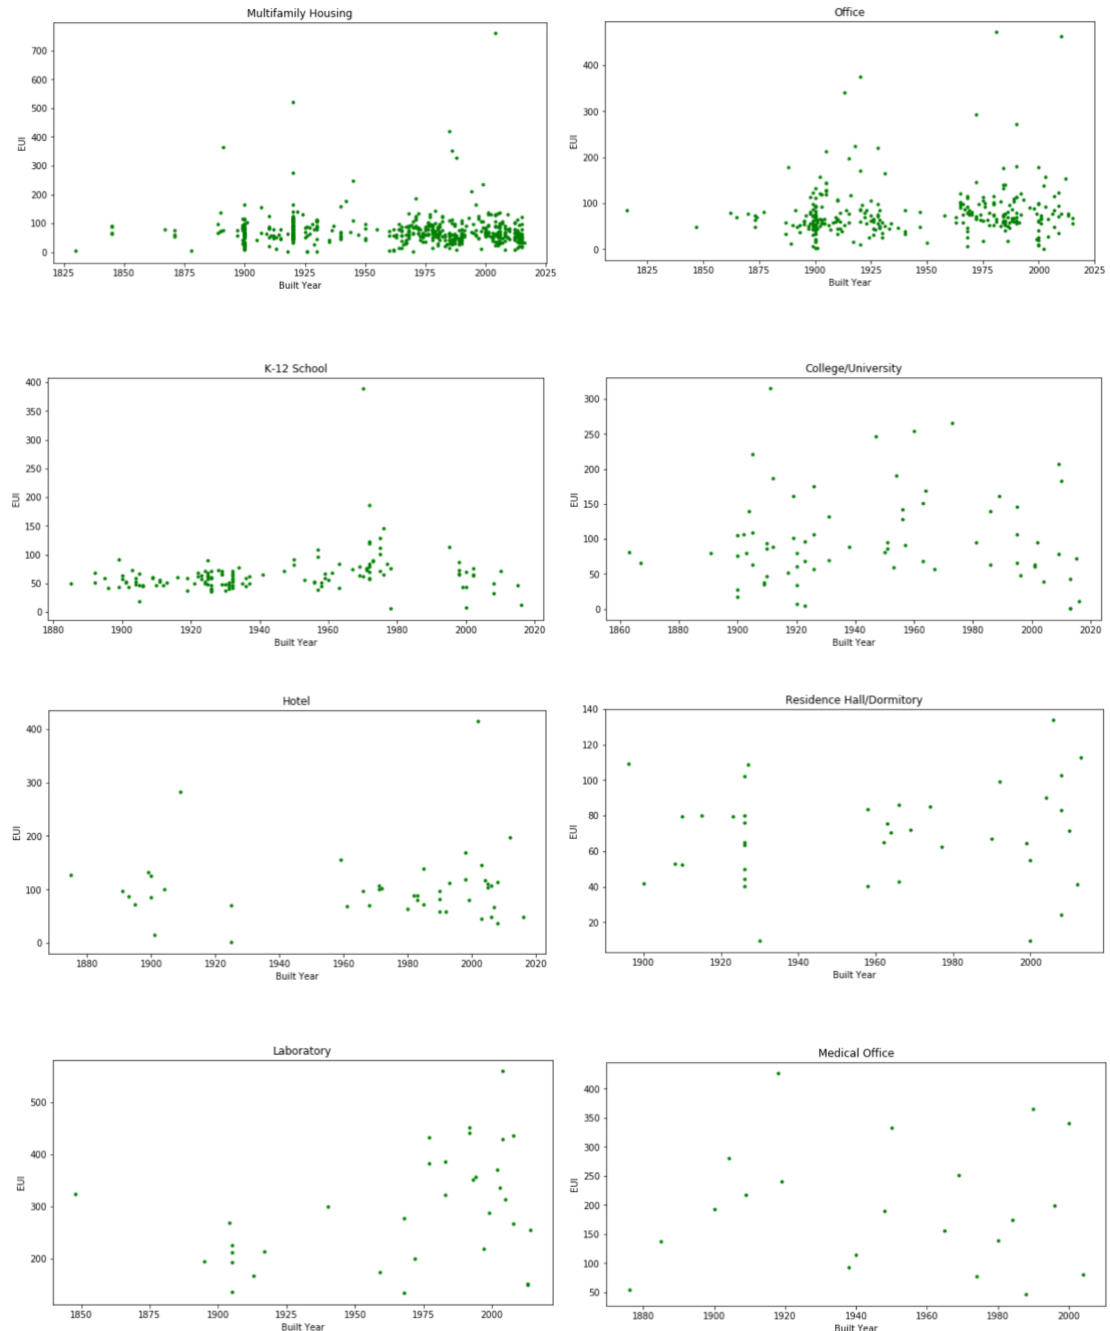 Multifamily Housing
700
600
500
400
300
200
100
0
EUI
1825 1850 1875 1900 1925 1950 1975 2000 2025
Built Year
Office
400
300
200
100
0
EUI
1825 1850 1875 1900 1925 1950 1975 2000 2025
Built Year
K-12 School
400
350
300
250
200
150
100
50
0
EUI
1880 1900 1920 1940 1960 1980 2000 2020
Built Year
College/University
300
250
200
150
100
50
0
EUI
1860 1880 1900 1920 1940 1960 1980 2000 2020
Built Year
Hotel
400
300
200
100
0
EUI
1880 1900 1920 1940 1960 1980 2000 2020
Built Year
Residence Hall/Dormitory
140
120
100
80
60
40
20
EUI
1900 1920 1940 1960 1980 2000
Built Year
Laboratory
500
400
300
200
EUI
1850 1875 1900 1925 1950 1975 2000
Built Year
Medical Office
400
350
300
250
200
150
100
50
EUI
1880 1900 1920 1940 1960 1980 2000
Built Year